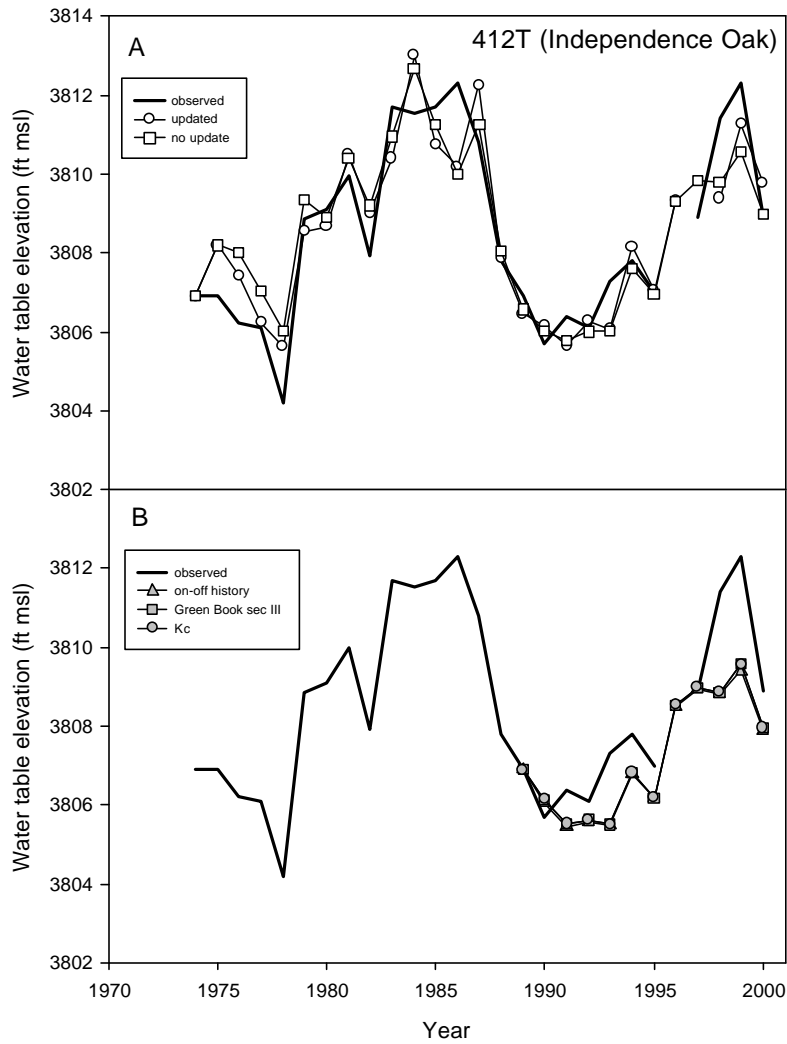 412T (Independence Oak)
A
observed
updated
no update
Water table elevation (ft msl)
3814
3812
3810
3808
3806
3804
3802
B
observed
on-off history
Green Book sec III
Kc
Water table elevation (ft msl)
3812
3810
3808
3806
3804
3802
1970
1975
1980
1985
1990
1995
2000
Year